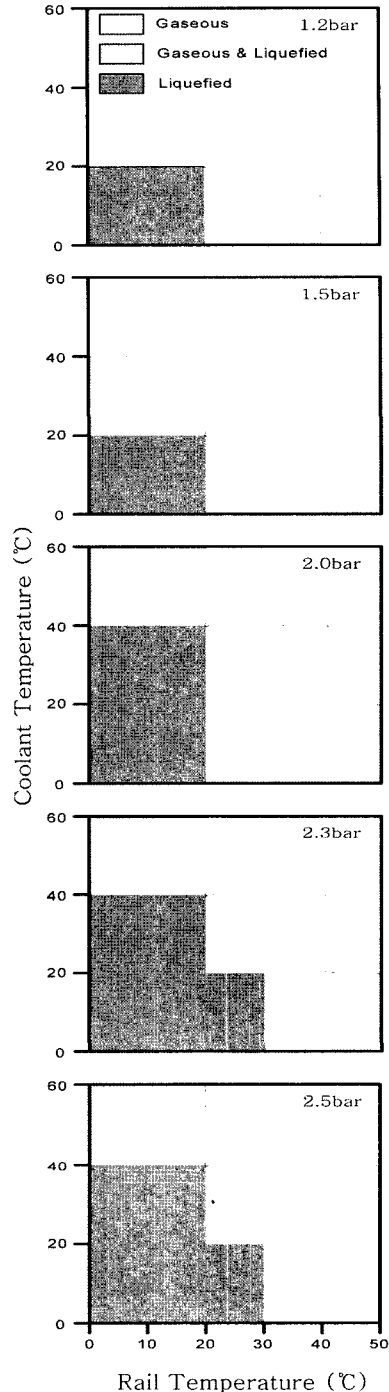 60
Gaseous
1.2bar
Gaseous & Liquefied
40
Liquefied
20
0
60
1.5bar
40
20
0
60
2.0bar
40
20
0
60
2.3bar
40
20
0
60
2.5bar
40
20
0
0 10 20 30 40 50
Coolant Temperature (℃)
Rail Temperature (℃)